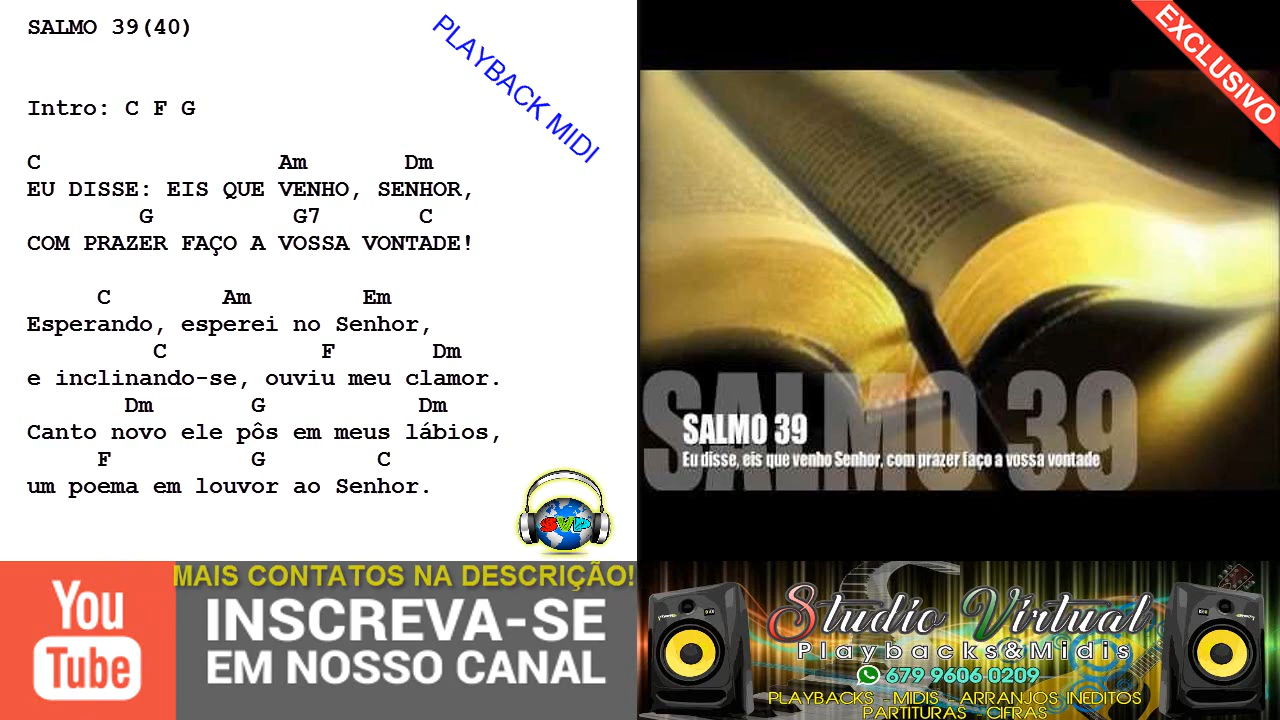 SALMO 39(40)
PLAYBACK MIDI
Intro: C F G
C Am Dm
EU DISSE: EIS QUE VENHO, SENHOR,
G G7 C
COM PRAZER FAÇO A VOSSA VONTADE!
C Am Em
Esperando, esperei no Senhor,
C F Dm
e inclinando-se, ouviu meu clamor.
Dm G Dm
Canto novo ele pôs em meus lábios,
F G C
um poema em louvor ao Senhor.
SVP
EXCLUSIVO
SALMO 39
SALMO 39
Eu disse, eis que venho Senhor, com prazer faço a vossa vontade
You
Tube
MAIS CONTATOS NA DESCRIÇÃO!
INSCREVA-SE
EM NOSSO CANAL
Studio Virtual
Playbacks&Midis
679 9606 0209
PLAYBACKS - MIDIS - ARRANJOS INÉDITOS
PARTITURAS - CIFRAS